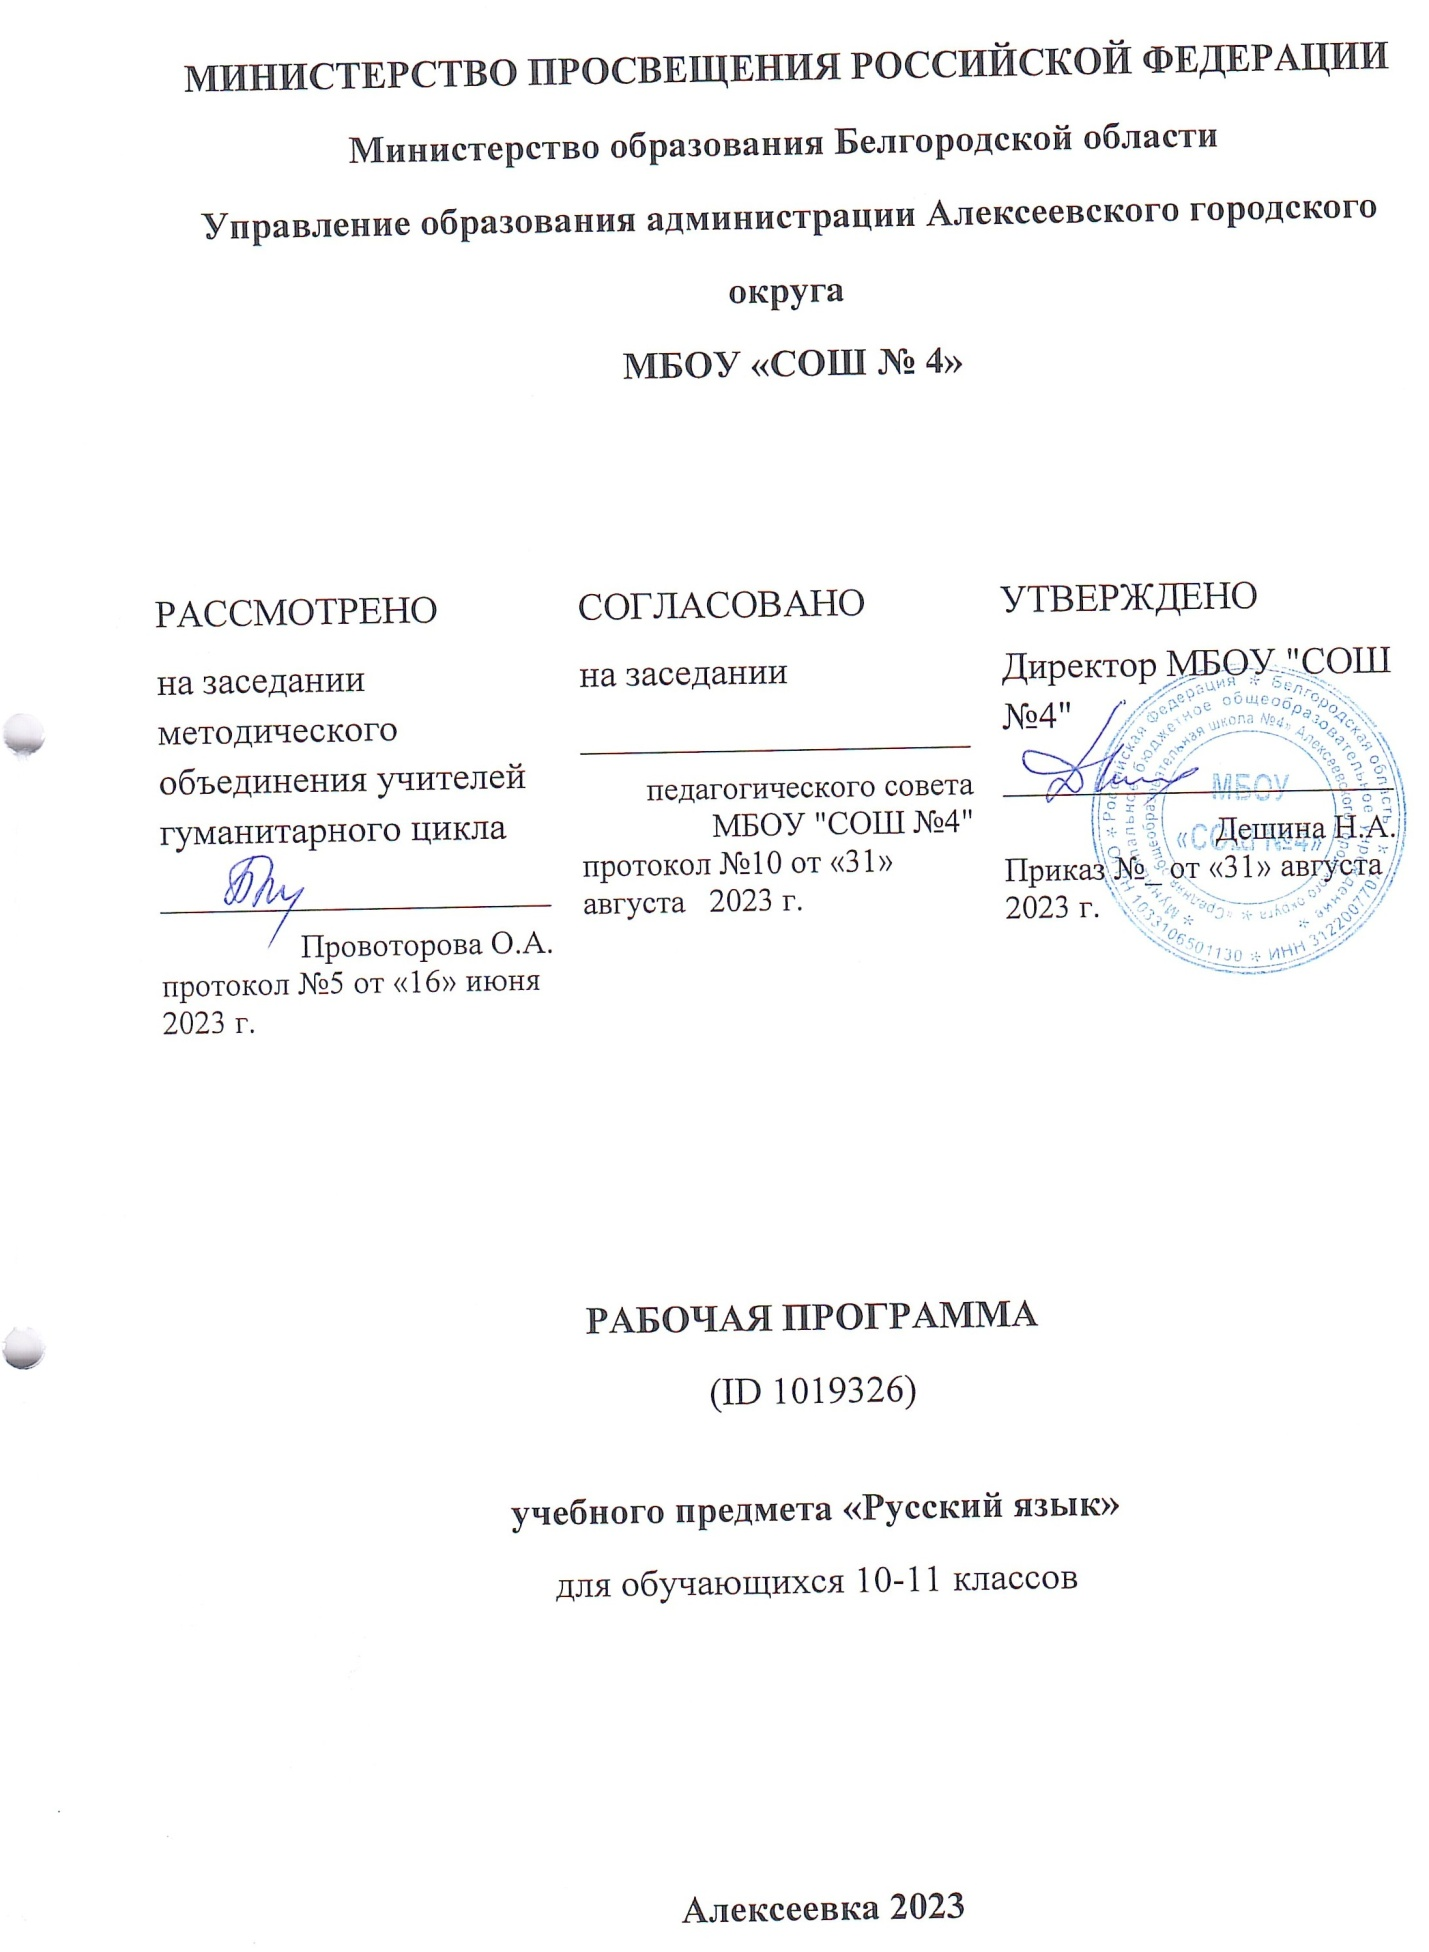 МИНИСТЕРСТВО ПРОСВЕЩЕНИЯ РОССИЙСКОЙ ФЕДЕРАЦИИ
Министерство образования Белгородской области
Управление образования администрации Алексеевского городского
округа
МБОУ «СОШ № 4»
РАССМОТРЕНО
на заседании
методического
объединения учителей
гуманитарного цикла
Провоторова О.А.
протокол №5 от «16» июня
2023 г.
СОГЛАСОВАНО
на заседании
педагогического совета
МБОУ "СОШ №4"
протокол №10 от «31»
августа 2023 г.
УТВЕРЖДЕНО
Директор МБОУ "СОШ
№4"
Дешина Н.А.
Приказ №_ от «31» августа
2023 г.
МБОУ
«СОШ №4»
РАБОЧАЯ ПРОГРАММА
(ID 1019326)
учебного предмета «Русский язык»
для обучающихся 10-11 классов
Алексеевка 2023